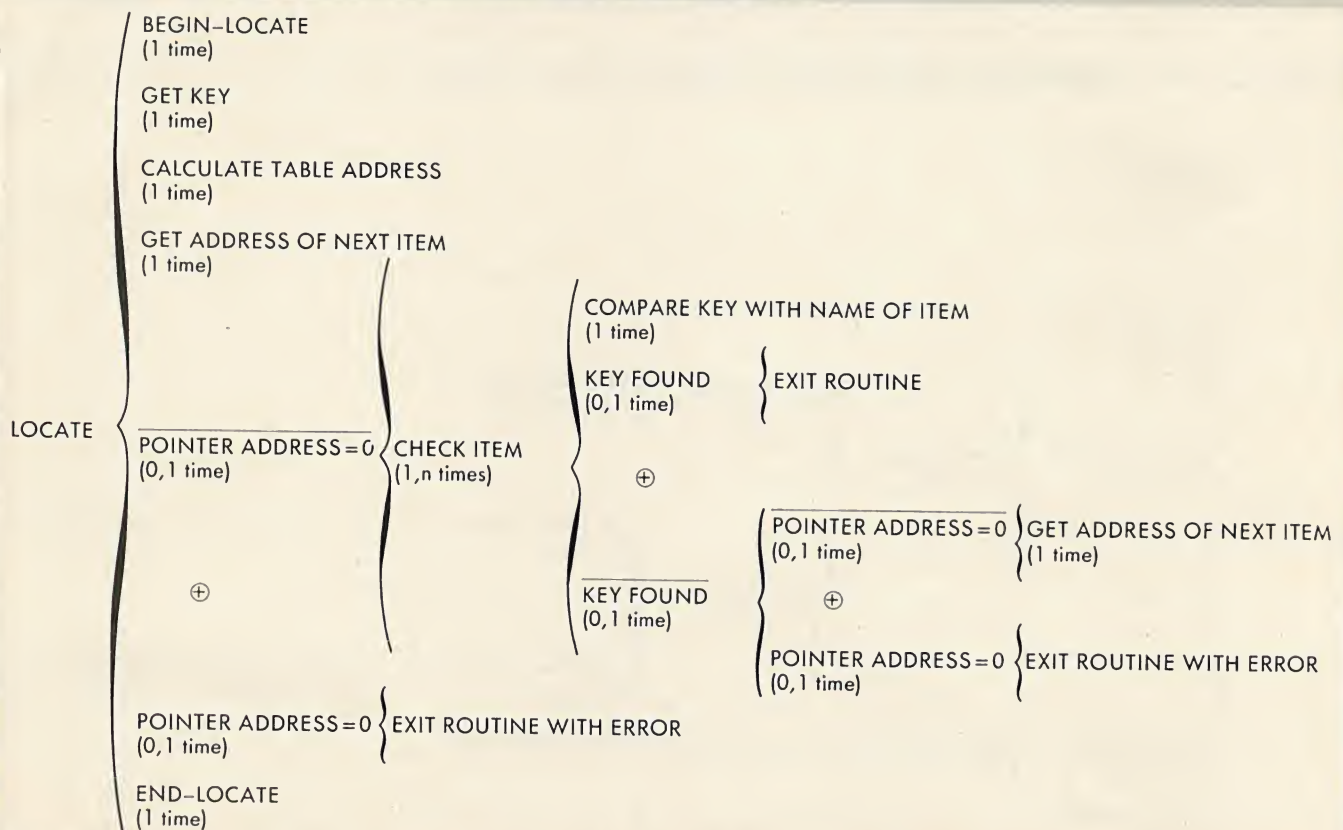 BEGIN–LOCATE
(1 time)
GET KEY
(1 time)
CALCULATE TABLE ADDRESS
(1 time)
GET ADDRESS OF NEXT ITEM
(1 time)
LOCATE
POINTER ADDRESS=0
(0,1 time)
CHECK ITEM
(1,n times)
COMPARE KEY WITH NAME OF ITEM
(1 time)
KEY FOUND
(0,1 time)
EXIT ROUTINE
⊕
KEY FOUND
(0,1 time)
POINTER ADDRESS=0
(0,1 time)
GET ADDRESS OF NEXT ITEM
(1 time)
⊕
POINTER ADDRESS=0
(0,1 time)
EXIT ROUTINE WITH ERROR
⊕
POINTER ADDRESS=0
(0,1 time)
EXIT ROUTINE WITH ERROR
END–LOCATE
(1 time)